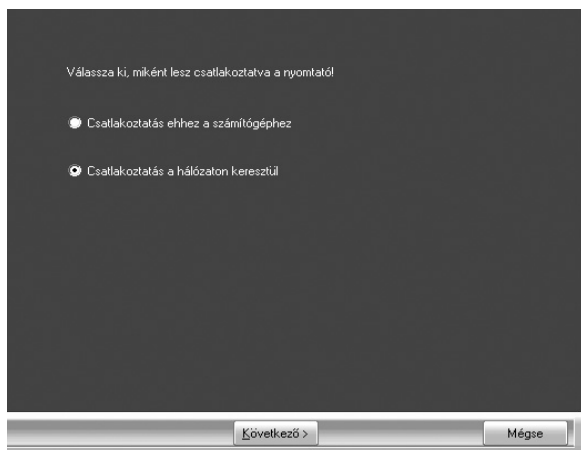 Válassza ki, miként lesz csatlakoztatva a nyomtató!
Csatlakoztatás ehhez a számítógéphez
Csatlakoztatás a hálózaton keresztül
Következő >
Mégse